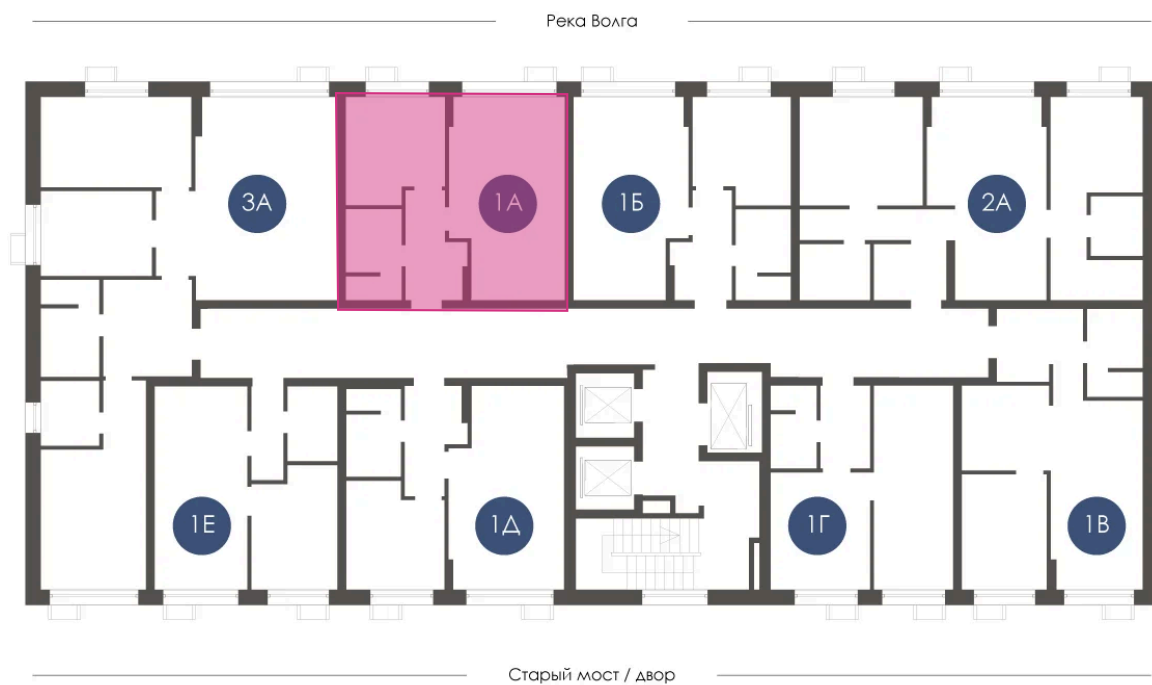 Река Волга
3А
1А
1Б
2А
1Е
1Д
1Г
1В
Старый мост / двор